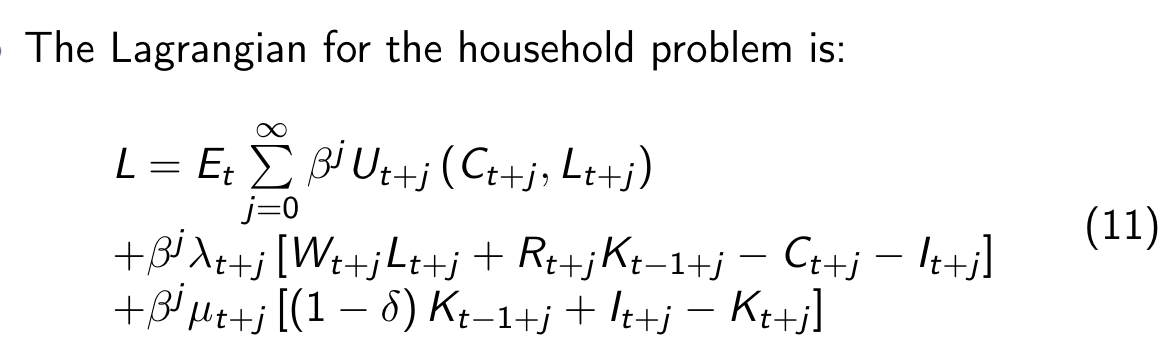 The Lagrangian for the household problem is:
L = E_t ∑_{j=0}^{∞} β^j U_{t+j} (C_{t+j}, L_{t+j})
+β^j λ_{t+j} [W_{t+j} L_{t+j} + R_{t+j} K_{t−1+j} − C_{t+j} − I_{t+j}]
(11)
+β^j μ_{t+j} [(1 − δ) K_{t−1+j} + I_{t+j} − K_{t+j}]